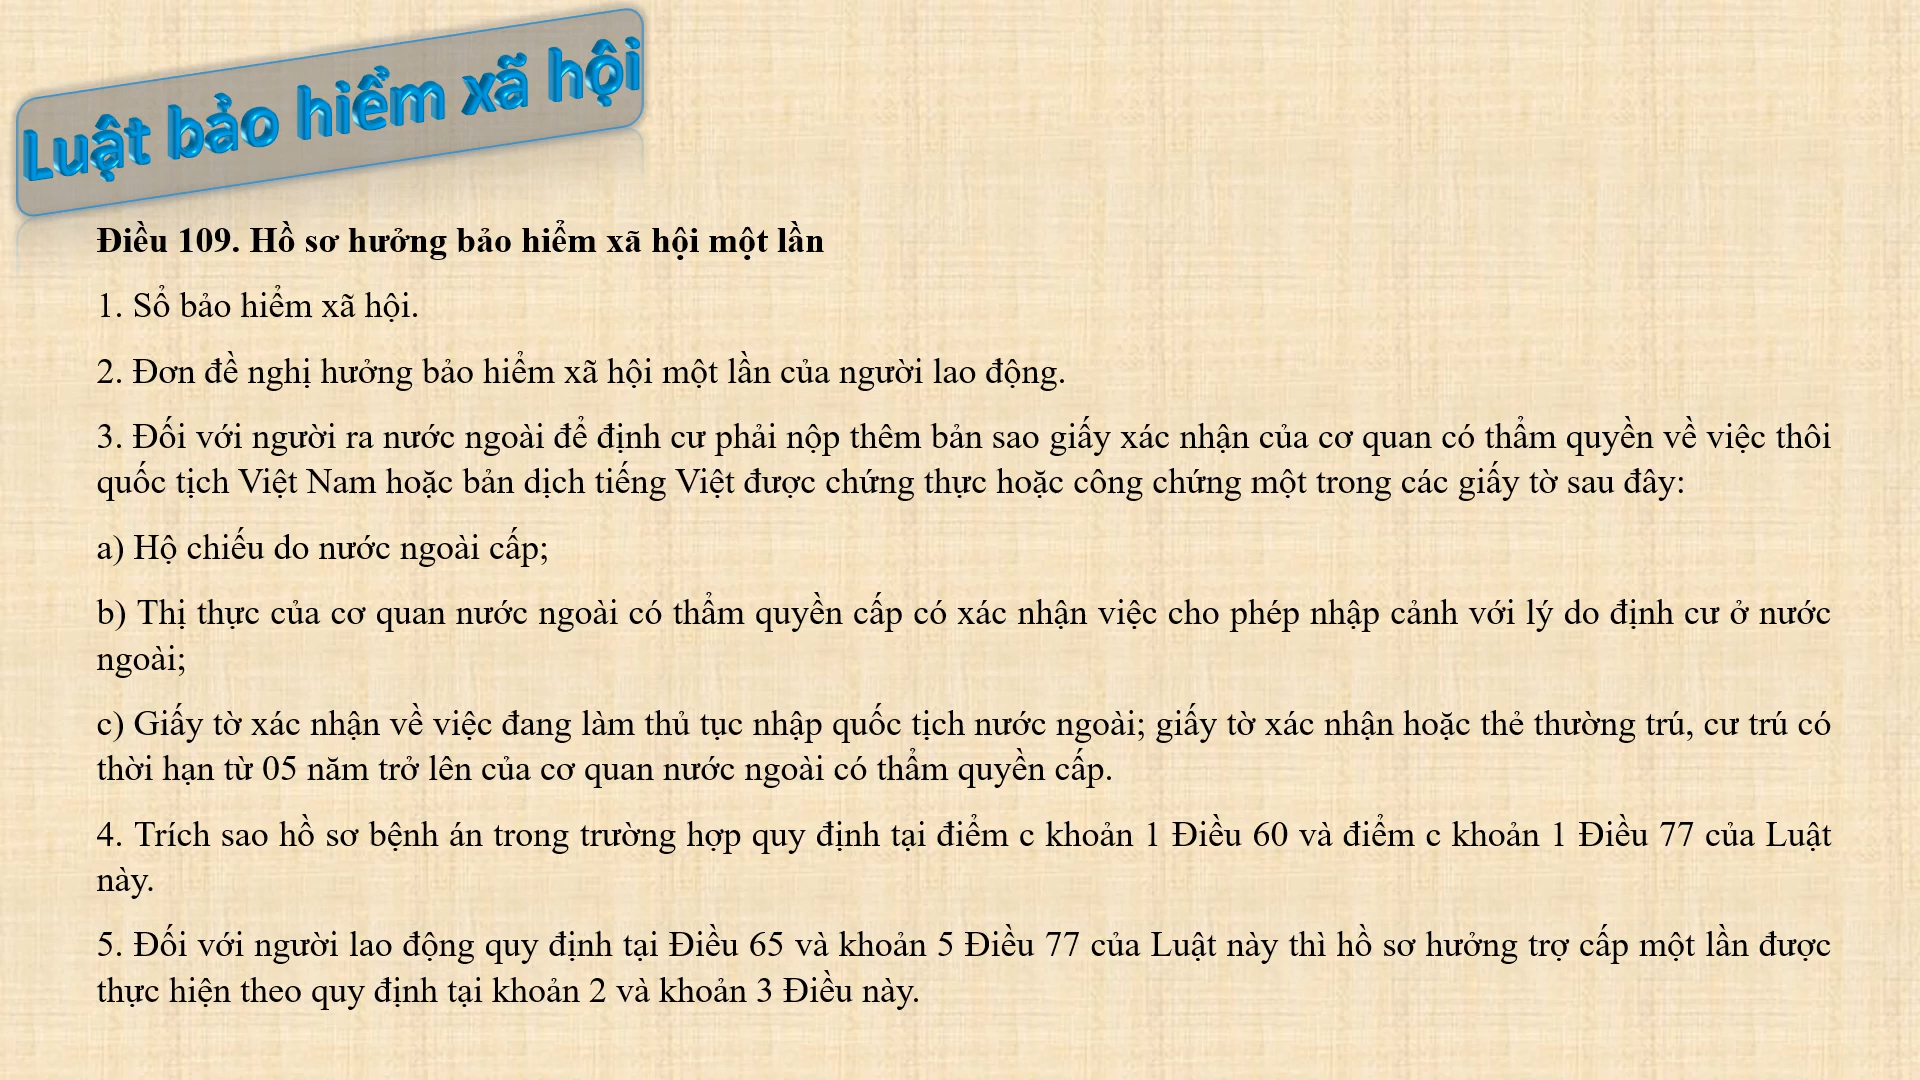 Luật bảo hiểm xã hội
Điều 109. Hồ sơ hưởng bảo hiểm xã hội một lần
1. Sổ bảo hiểm xã hội.
2. Đơn đề nghị hưởng bảo hiểm xã hội một lần của người lao động.
3. Đối với người ra nước ngoài để định cư phải nộp thêm bản sao giấy xác nhận của cơ quan có thẩm quyền về việc thôi
quốc tịch Việt Nam hoặc bản dịch tiếng Việt được chứng thực hoặc công chứng một trong các giấy tờ sau đây:
a) Hộ chiếu do nước ngoài cấp;
b) Thị thực của cơ quan nước ngoài có thẩm quyền cấp có xác nhận việc cho phép nhập cảnh với lý do định cư ở nước
ngoài;
c) Giấy tờ xác nhận về việc đang làm thủ tục nhập quốc tịch nước ngoài; giấy tờ xác nhận hoặc thẻ thường trú, cư trú có
thời hạn từ 05 năm trở lên của cơ quan nước ngoài có thẩm quyền cấp.
4. Trích sao hồ sơ bệnh án trong trường hợp quy định tại điểm c khoản 1 Điều 60 và điểm c khoản 1 Điều 77 của Luật
này.
5. Đối với người lao động quy định tại Điều 65 và khoản 5 Điều 77 của Luật này thì hồ sơ hưởng trợ cấp một lần được
thực hiện theo quy định tại khoản 2 và khoản 3 Điều này.